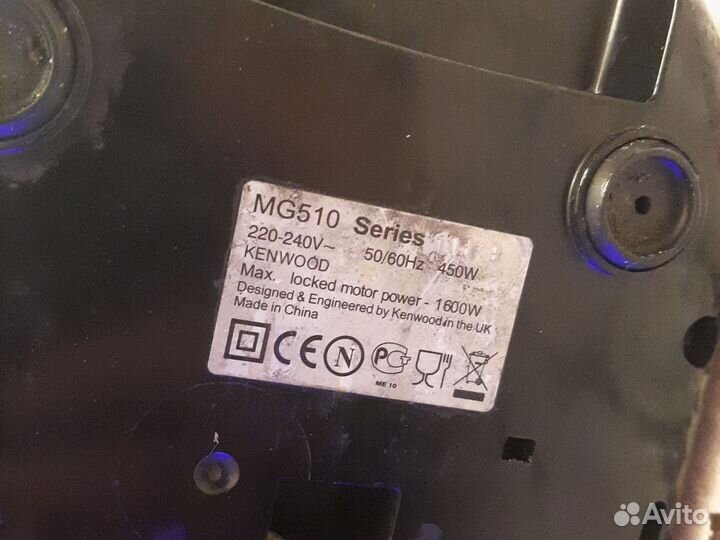 MG510 Series
220-240V~ 50/60Hz 450W
KENWOOD
Max. locked motor power - 1600W
Designed & Engineered by Kenwood in the UK
Made in China
CE N PG
ME 10
Avito